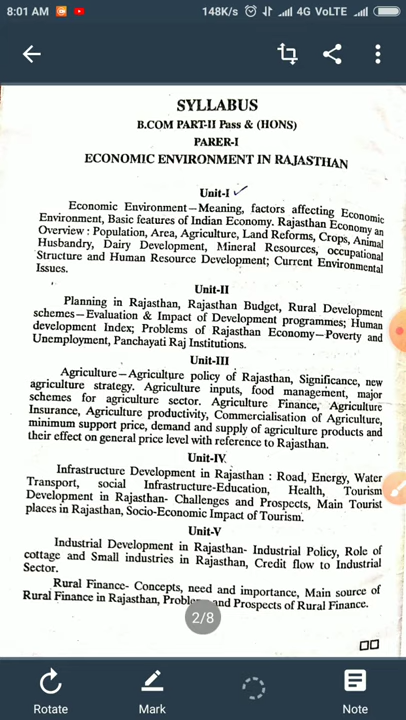 8:01 AM
148K/s
4G VoLTE
SYLLABUS
B.COM PART-II Pass & (HONS)
PARER-I
ECONOMIC ENVIRONMENT IN RAJASTHAN
Unit-I
Economic Environment—Meaning, factors affecting Economic
Environment, Basic features of Indian Economy. Rajasthan Economy an
Overview : Population, Area, Agriculture, Land Reforms, Crops, Animal
Husbandry, Dairy Development, Mineral Resources, occupational
Structure and Human Resource Development; Current Environmental
Issues.
Unit-II
Planning in Rajasthan, Rajasthan Budget, Rural Development
schemes—Evaluation & Impact of Development programmes; Human
development Index; Problems of Rajasthan Economy—Poverty and
Unemployment, Panchayati Raj Institutions.
Unit-III
Agriculture—Agriculture policy of Rajasthan, Significance, new
agriculture strategy. Agriculture inputs, food management, major
schemes for agriculture sector. Agriculture Finance, Agriculture
Insurance, Agriculture productivity, Commercialisation of Agriculture,
minimum support price, demand and supply of agriculture products and
their effect on general price level with reference to Rajasthan.
Unit-IV
Infrastructure Development in Rajasthan : Road, Energy, Water
Transport, social Infrastructure-Education, Health, Tourism
Development in Rajasthan- Challenges and Prospects, Main Tourist
places in Rajasthan, Socio-Economic Impact of Tourism.
Unit-V
Industrial Development in Rajasthan- Industrial Policy, Role of
cottage and Small industries in Rajasthan, Credit flow to Industrial
Sector.
Rural Finance- Concepts, need and importance, Main source of
Rural Finance in Rajasthan, and Prospects of Rural Finance.
2/8
Rotate
Mark
Note